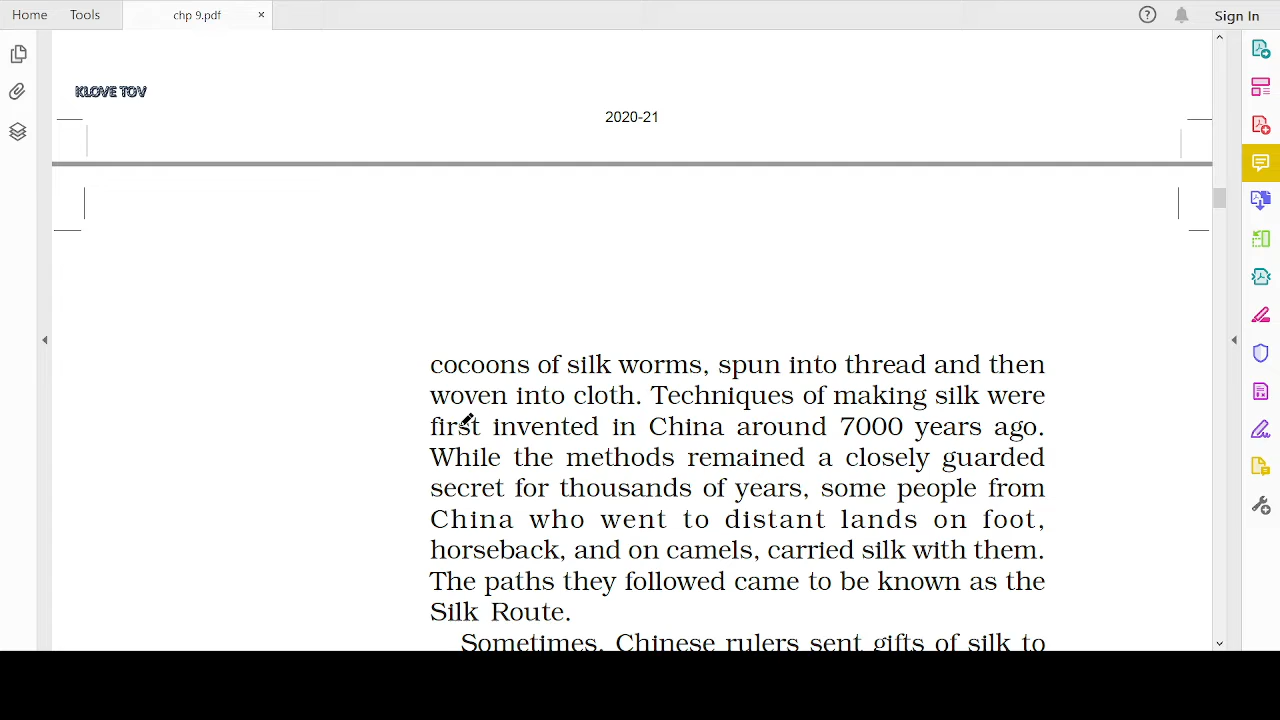 Home Tools chp 9.pdf × Sign In
KLOVE TOV
2020-21
cocoons of silk worms, spun into thread and then
woven into cloth. Techniques of making silk were
first invented in China around 7000 years ago.
While the methods remained a closely guarded
secret for thousands of years, some people from
China who went to distant lands on foot,
horseback, and on camels, carried silk with them.
The paths they followed came to be known as the
Silk Route.
Sometimes, Chinese rulers sent gifts of silk to